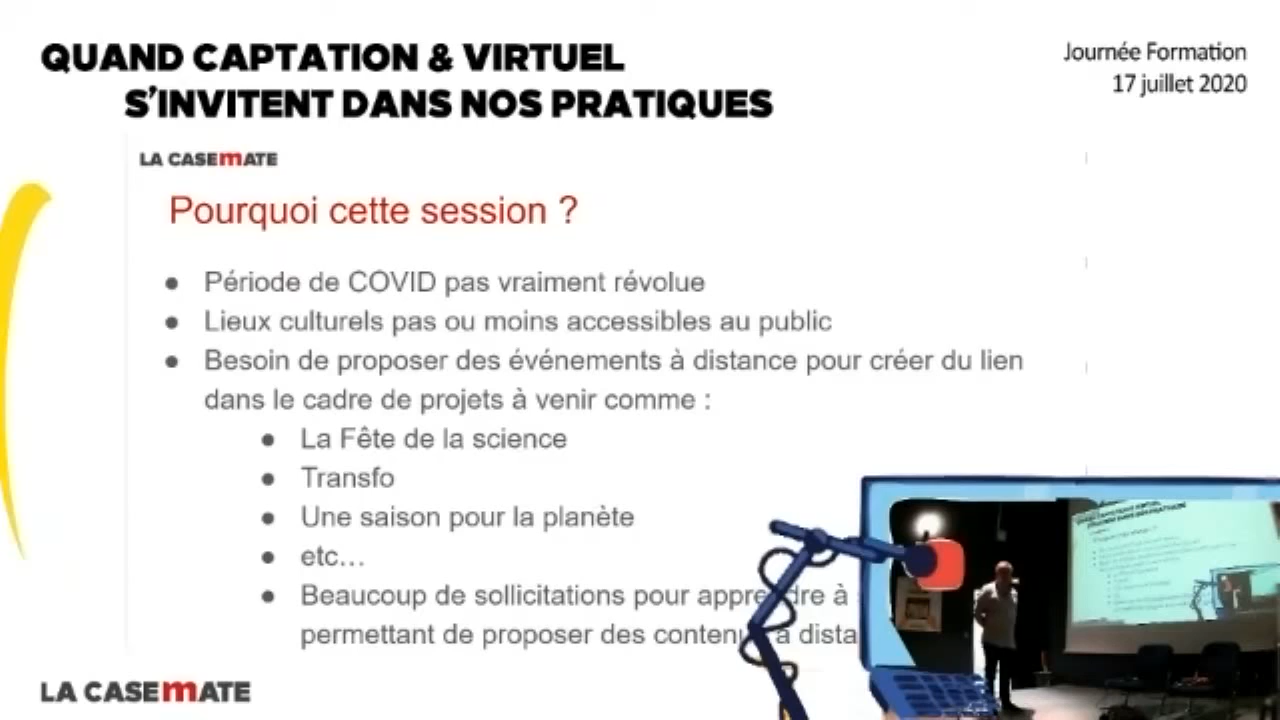 QUAND CAPTATION & VIRTUEL
S'INVITENT DANS NOS PRATIQUES
Journée Formation
17 juillet 2020
LA CASEMATE
Pourquoi cette session ?
● Période de COVID pas vraiment révolue
● Lieux culturels pas ou moins accessibles au public
● Besoin de proposer des événements à distance pour créer du lien
dans le cadre de projets à venir comme :
● La Fête de la science
● Transfo
● Une saison pour la planète
● etc...
● Beaucoup de sollicitations pour apprendre à
permettant de proposer des contenu à dista
LA CASEMATE